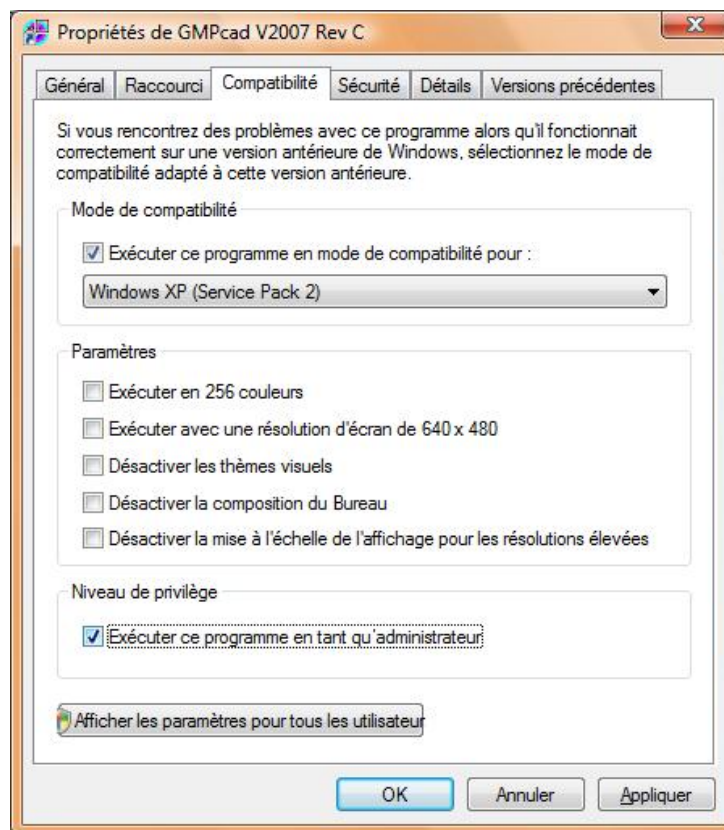 Propriétés de GMPcad V2007 Rev C
Général Raccourci Compatibilité Sécurité Détails Versions précédentes
Si vous rencontrez des problèmes avec ce programme alors qu'il fonctionnait
correctement sur une version antérieure de Windows, sélectionnez le mode de
compatibilité adapté à cette version antérieure.
Mode de compatibilité
Exécuter ce programme en mode de compatibilité pour :
Windows XP (Service Pack 2)
Paramètres
Exécuter en 256 couleurs
Exécuter avec une résolution d'écran de 640 x 480
Désactiver les thèmes visuels
Désactiver la composition du Bureau
Désactiver la mise à l'échelle de l'affichage pour les résolutions élevées
Niveau de privilège
Exécuter ce programme en tant qu'administrateur
Afficher les paramètres pour tous les utilisateur
OK Annuler Appliquer